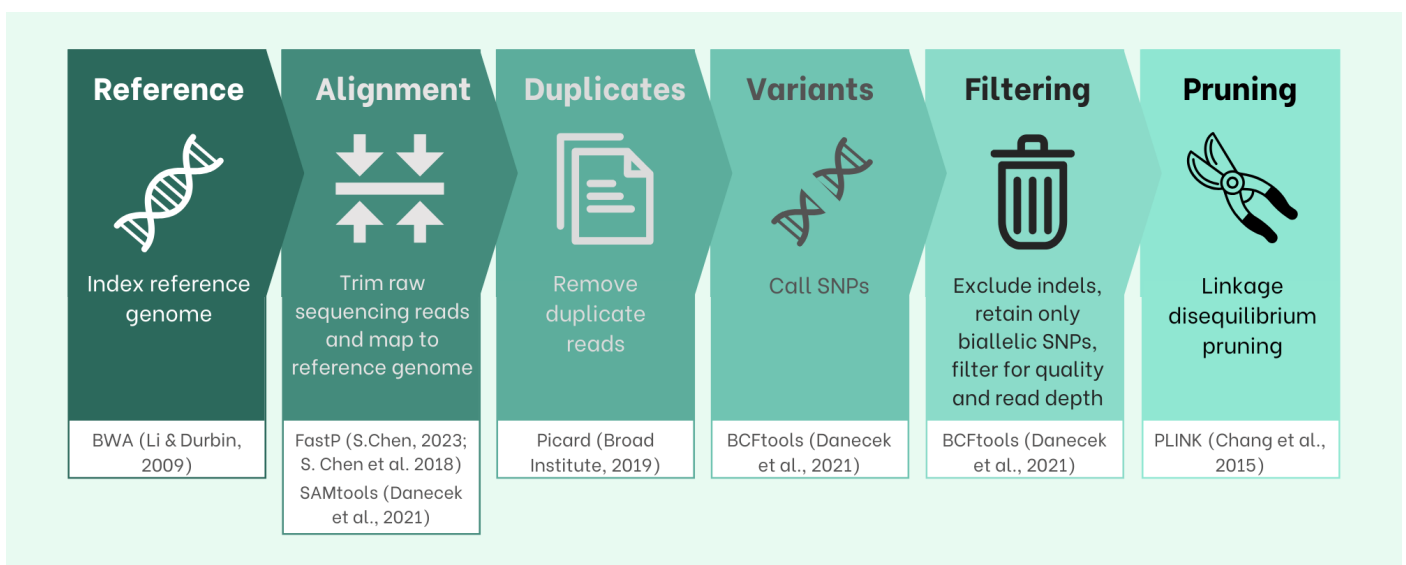 Reference
Index reference
genome
BWA (Li & Durbin,
2009)
Alignment
Trim raw
sequencing reads
and map to
reference genome
FastP (S.Chen, 2023;
S. Chen et al. 2018)
SAMtools (Danecek
et al., 2021)
Duplicates
Remove
duplicate
reads
Picard (Broad
Institute, 2019)
Variants
Call SNPs
BCFtools (Danecek
et al., 2021)
Filtering
Exclude indels,
retain only
biallelic SNPs,
filter for quality
and read depth
BCFtools (Danecek
et al., 2021)
Pruning
Linkage
disequilibrium
pruning
PLINK (Chang et al.,
2015)